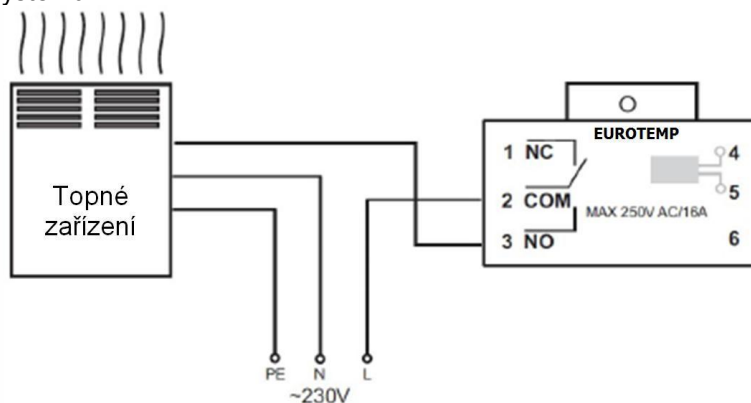 Topné
zařízení
EUROTEMP
1 NC
2 COM
3 NO
MAX 250V AC/16A
4
5
6
PE N L
~230V